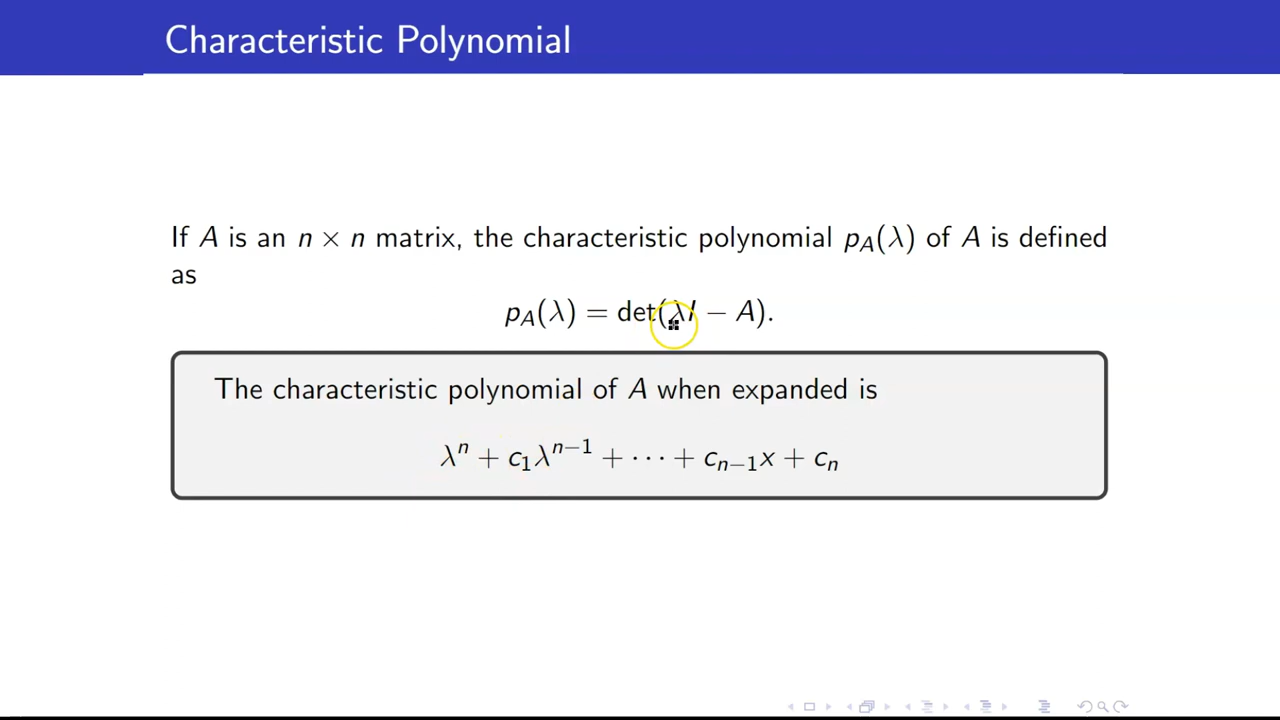 Characteristic Polynomial
If A is an n × n matrix, the characteristic polynomial p_A(λ) of A is defined
as
p_A(λ) = det(λI − A).
The characteristic polynomial of A when expanded is
λ^n + c_1λ^{n−1} + ⋯ + c_{n−1}x + c_n